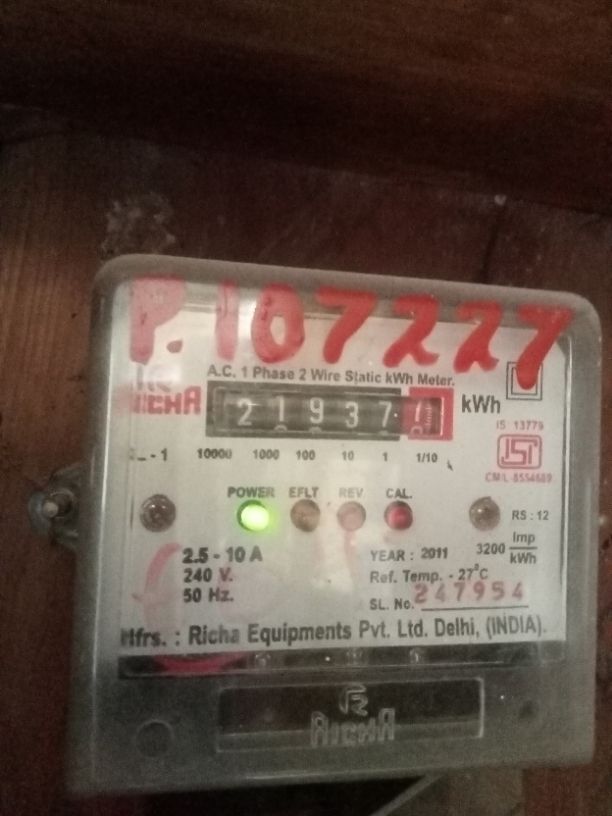 P.107227
A.C. 1 Phase 2 Wire Static kWh Meter.
RICHA
2 1 9 3 7 kWh
IS 13779
10000 1000 100 10 1 1/10
CM/L-8554689
POWER EFLT REV. CAL.
RS : 12
2.5 - 10 A
240 V.
50 Hz.
YEAR : 2011
3200 Imp/kWh
Ref. Temp. - 27°C
SL. No. 247954
Mfrs. : Richa Equipments Pvt. Ltd. Delhi, (INDIA).
RICHA